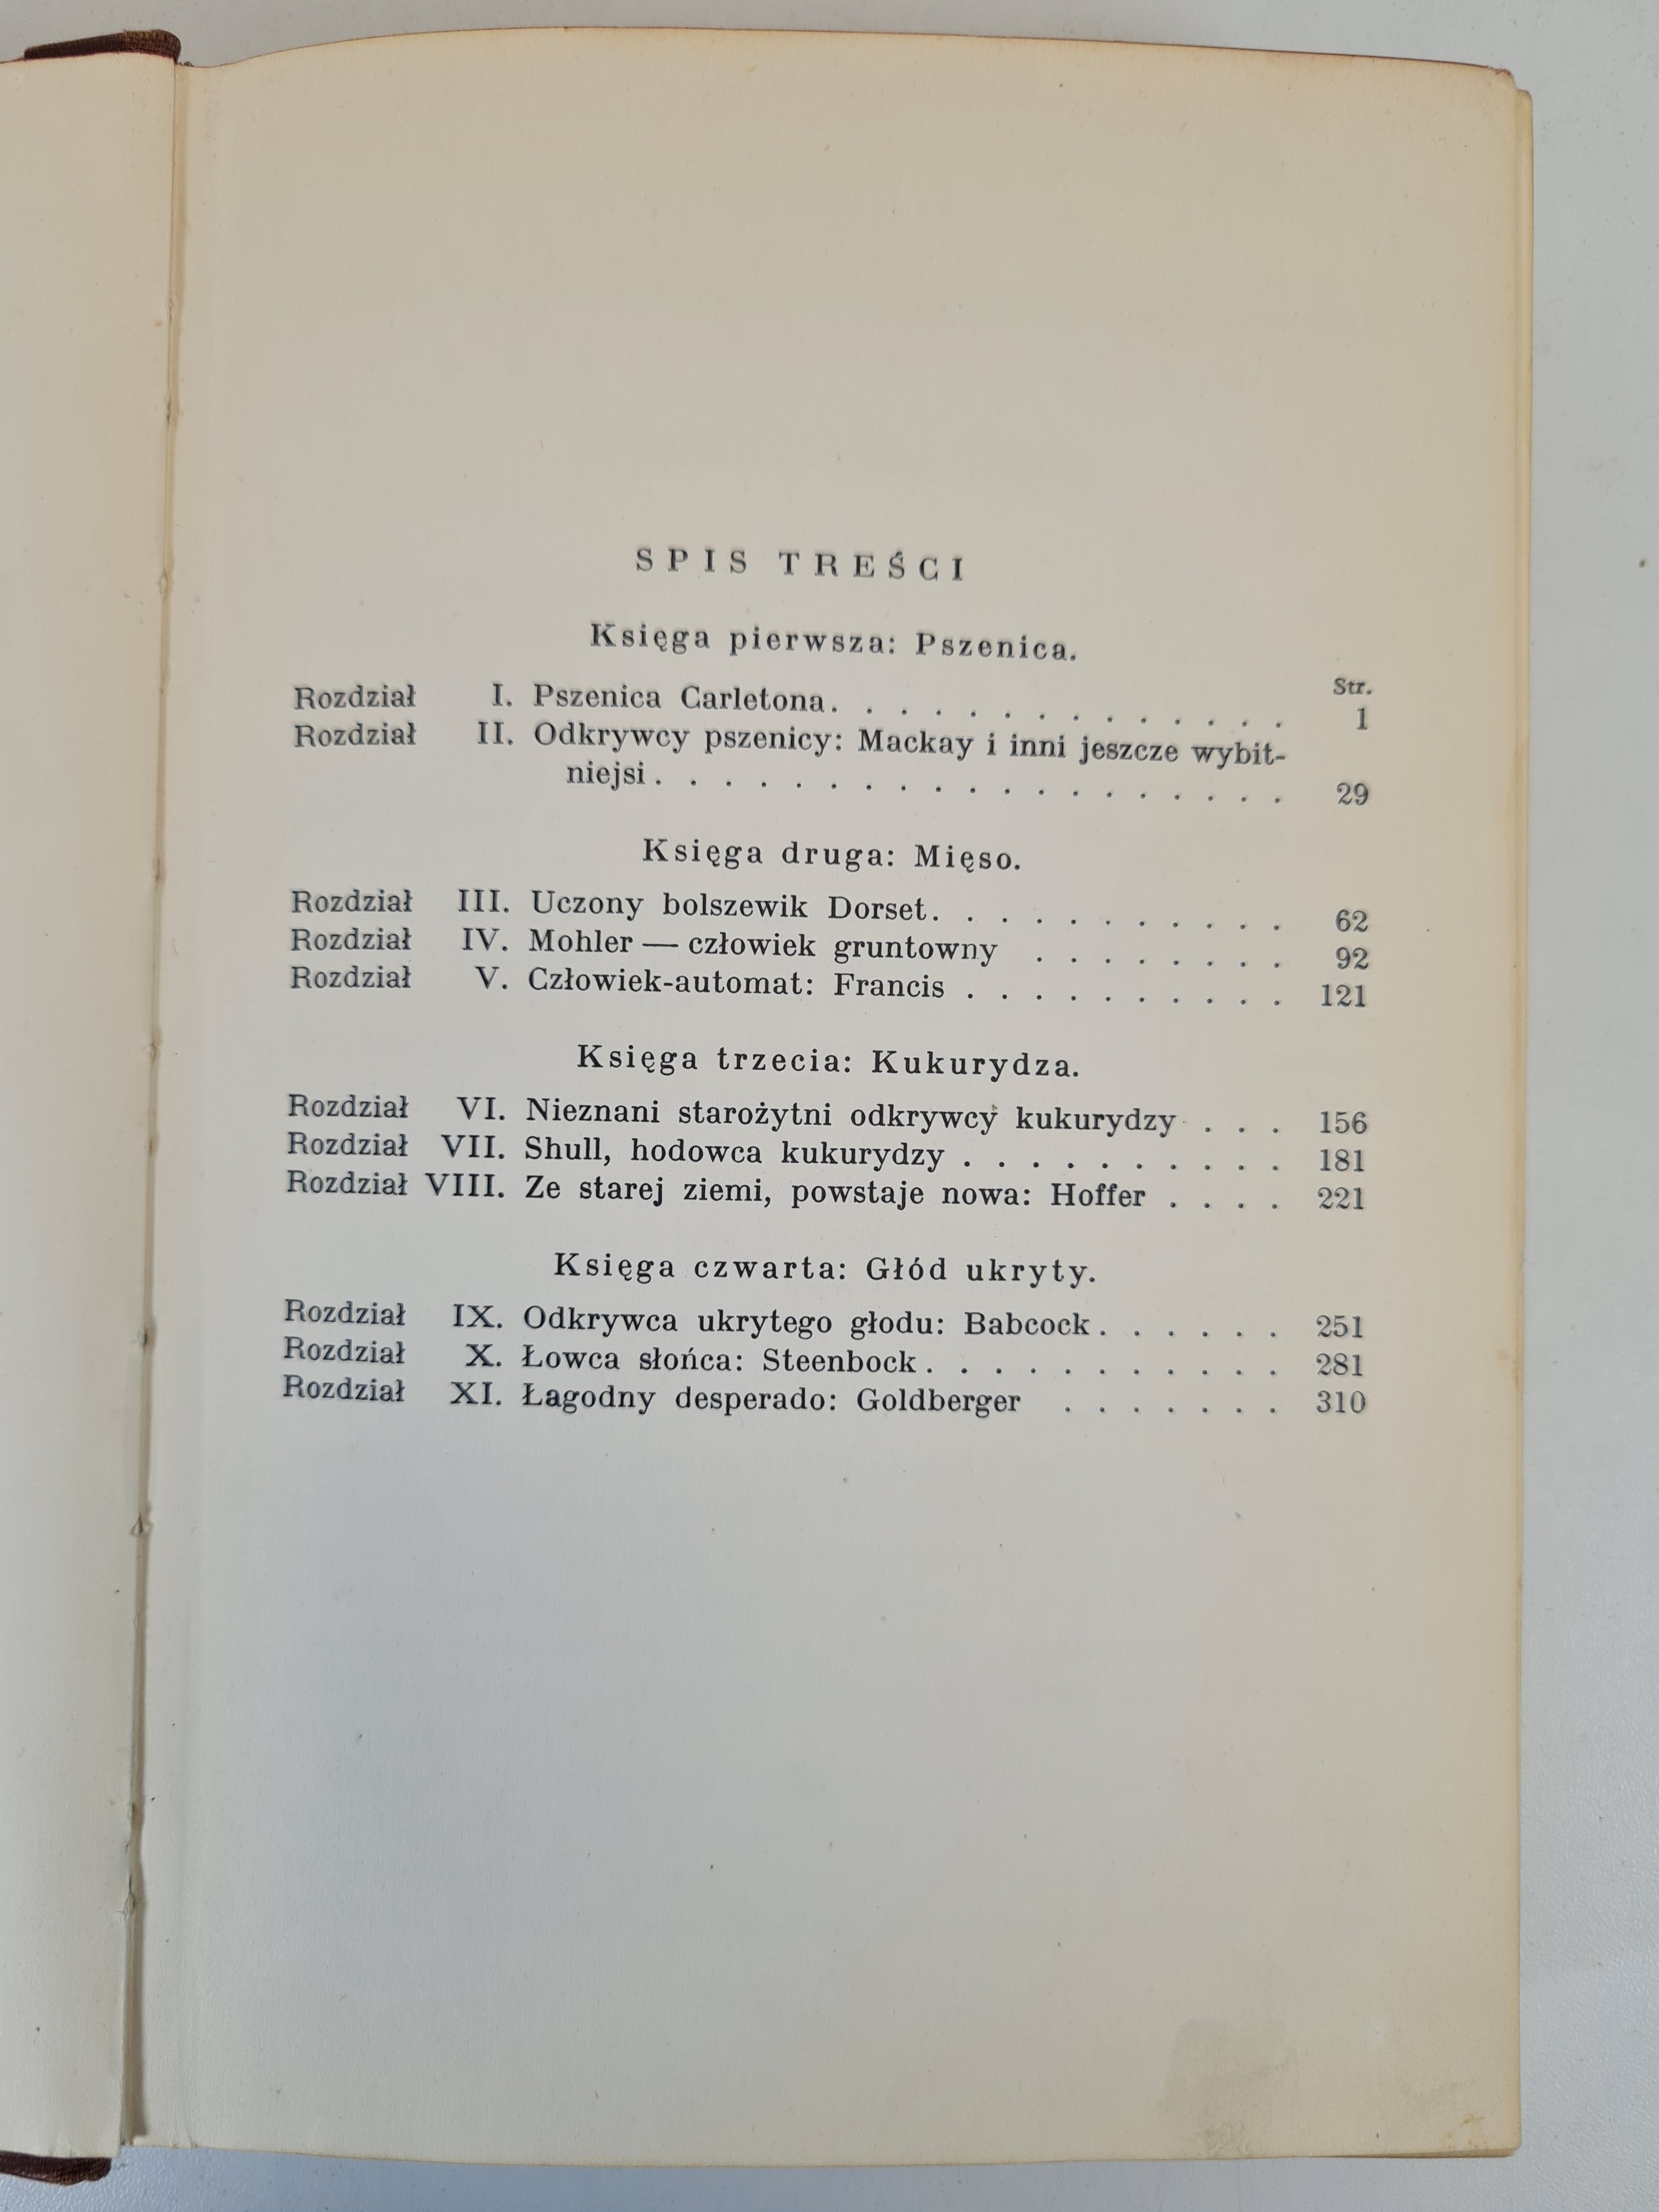 SPIS TREŚCI
Księga pierwsza: Pszenica.
Str.
Rozdział I. Pszenica Carletona. . . . . . . . . . . . . . 1
Rozdział II. Odkrywcy pszenicy: Mackay i inni jeszcze wybit-
niejsi . . . . . . . . . . . . . . . . . . . 29
Księga druga: Mięso.
Rozdział III. Uczony bolszewik Dorset. . . . . . . . . . . 62
Rozdział IV. Mohler — człowiek gruntowny . . . . . . . . 92
Rozdział V. Człowiek-automat: Francis . . . . . . . . . . 121
Księga trzecia: Kukurydza.
Rozdział VI. Nieznani starożytni odkrywcy kukurydzy . . . 156
Rozdział VII. Shull, hodowca kukurydzy . . . . . . . . . . 181
Rozdział VIII. Ze starej ziemi, powstaje nowa: Hoffer . . . . 221
Księga czwarta: Głód ukryty.
Rozdział IX. Odkrywca ukrytego głodu: Babcock . . . . . . 251
Rozdział X. Łowca słońca: Steenbock . . . . . . . . . . . 281
Rozdział XI. Łagodny desperado: Goldberger . . . . . . . 310